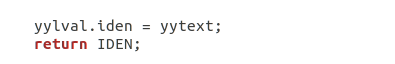 yylval.iden = yytext;
return IDEN;